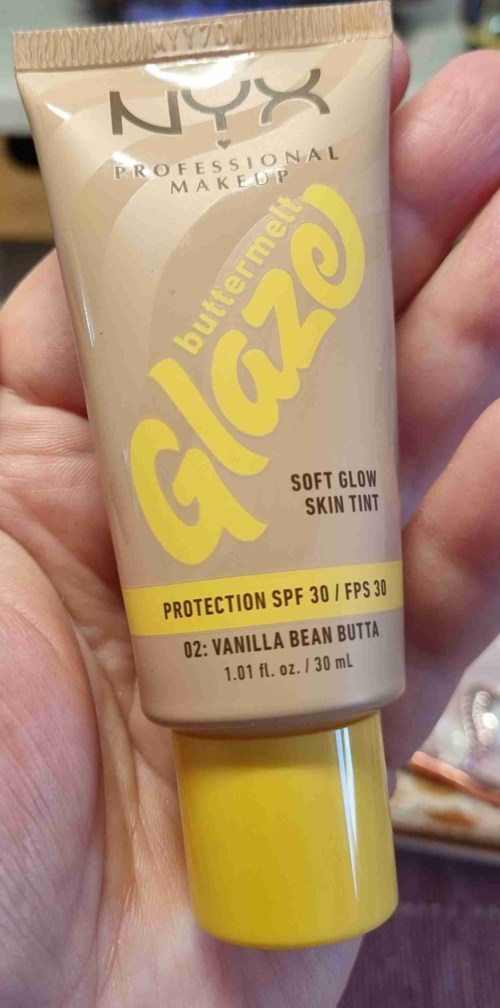 NYX
PROFESSIONAL
MAKEUP
buttermelt
Glaze
SOFT GLOW
SKIN TINT
PROTECTION SPF 30 / FPS 30
02: VANILLA BEAN BUTTA
1.01 fl. oz. / 30 mL